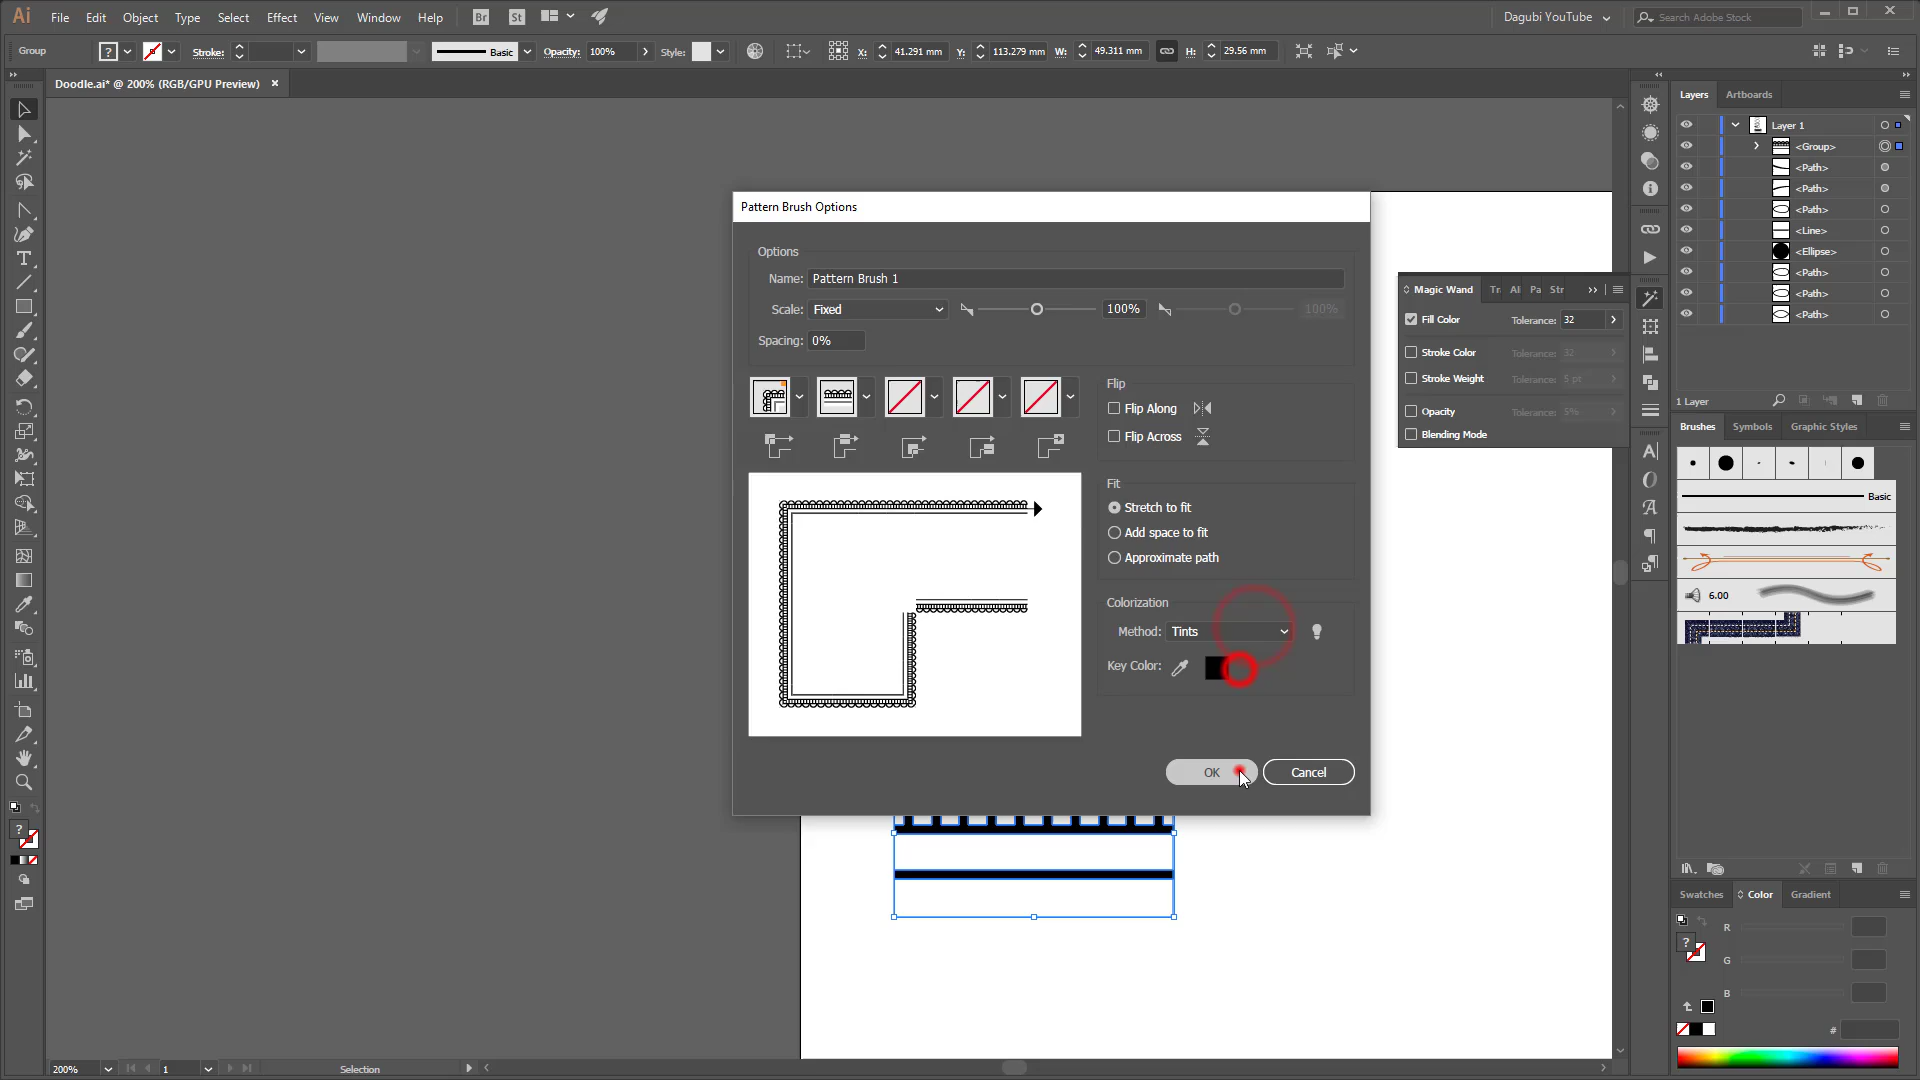 Ai File Edit Object Type Select Effect View Window Help Br St Dagubi YouTube Search Adobe Stock
Group ? Stroke: Basic Opacity: 100% Style: X: 41.291 mm Y: 113.279 mm W: 49.311 mm H: 29.56 mm
Doodle.ai* @ 200% (RGB/GPU Preview) ×
Layers Artboards
Layer 1
<Group>
<Path>
<Path>
<Path>
<Line>
<Ellipse>
<Path>
<Path>
<Path>
1 Layer
Pattern Brush Options
Options
Name: Pattern Brush 1
Scale: Fixed 100% 100%
Spacing: 0%
Flip
Flip Along
Flip Across
Fit
Stretch to fit
Add space to fit
Approximate path
Colorization
Method: Tints
Key Color:
OK Cancel
Magic Wand Tr Al Pa Str
Fill Color Tolerance: 32
Stroke Color Tolerance: 32
Stroke Weight Tolerance: 5 pt
Opacity Tolerance: 5%
Blending Mode
Brushes Symbols Graphic Styles
Basic
6.00
Swatches Color Gradient
? R
G
B
#
?
200% 1 Selection